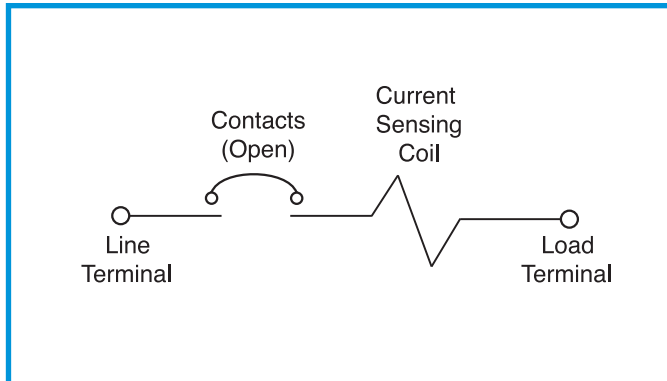 Contacts
(Open)
Current
Sensing
Coil
Line
Terminal
Load
Terminal